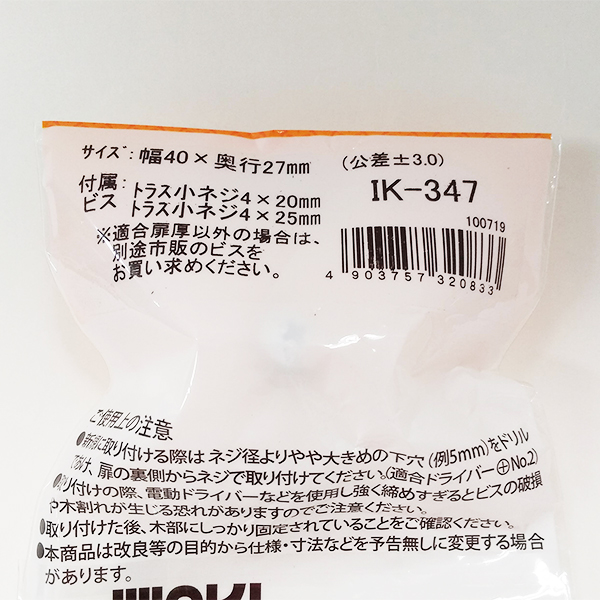 サイズ:幅40×奥行27mm
(公差±3.0)
IK-347
付属: トラス小ネジ4×20mm
ビス トラス小ネジ4×25mm
※適合扉厚以外の場合は、
別途市販のビスを
お買い求めください。
100719
4 903757 320833
ご使用上の注意
●新規に取り付ける際はネジ径よりやや大きめの下穴(例5mm)をドリル
であけ、扉の裏側からネジで取り付けてください。(適合ドライバー⊕No.2)
●取り付けの際、電動ドライバーなどを使用し強く締めすぎるとビスの破損
や木割れが生じる恐れがありますのでご注意ください。
●取り付けた後、木部にしっかり固定されていることをご確認ください。
●本商品は改良等の目的から仕様・寸法などを予告無しに変更する場合
があります。